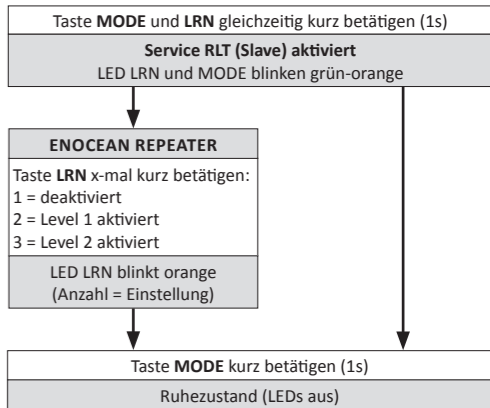 Taste MODE und LRN gleichzeitig kurz betätigen (1s)
Service RLT (Slave) aktiviert
LED LRN und MODE blinken grün-orange
ENOCEAN REPEATER
Taste LRN x-mal kurz betätigen:
1 = deaktiviert
2 = Level 1 aktiviert
3 = Level 2 aktiviert
LED LRN blinkt orange
(Anzahl = Einstellung)
Taste MODE kurz betätigen (1s)
Ruhezustand (LEDs aus)